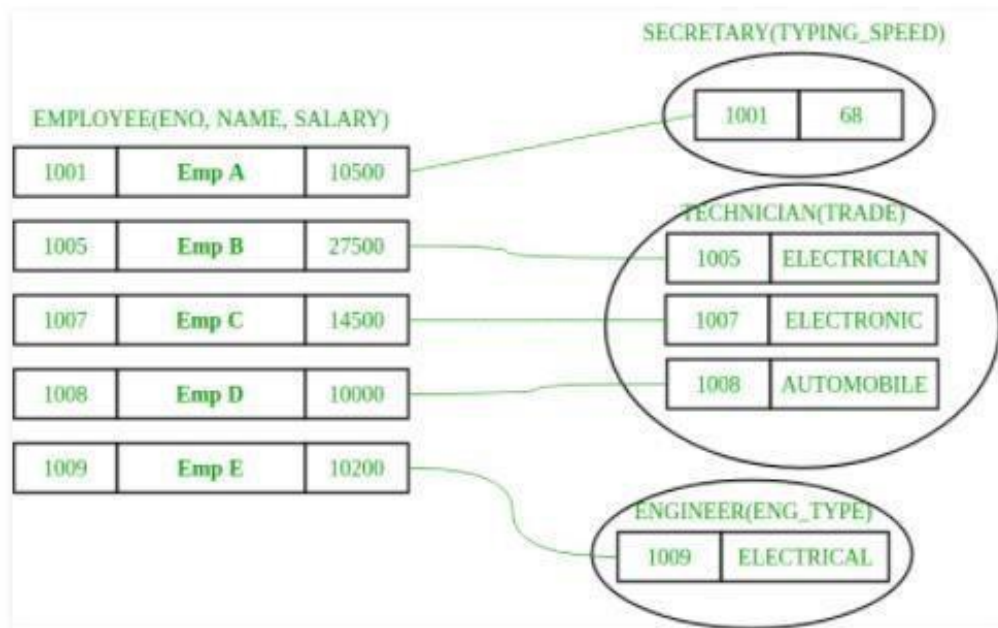 SECRETARY(TYPING_SPEED)
1001 68
EMPLOYEE(ENO, NAME, SALARY)
1001 Emp A 10500
1005 Emp B 27500
1007 Emp C 14500
1008 Emp D 10000
1009 Emp E 10200
TECHNICIAN(TRADE)
1005 ELECTRICIAN
1007 ELECTRONIC
1008 AUTOMOBILE
ENGINEER(ENG_TYPE)
1009 ELECTRICAL